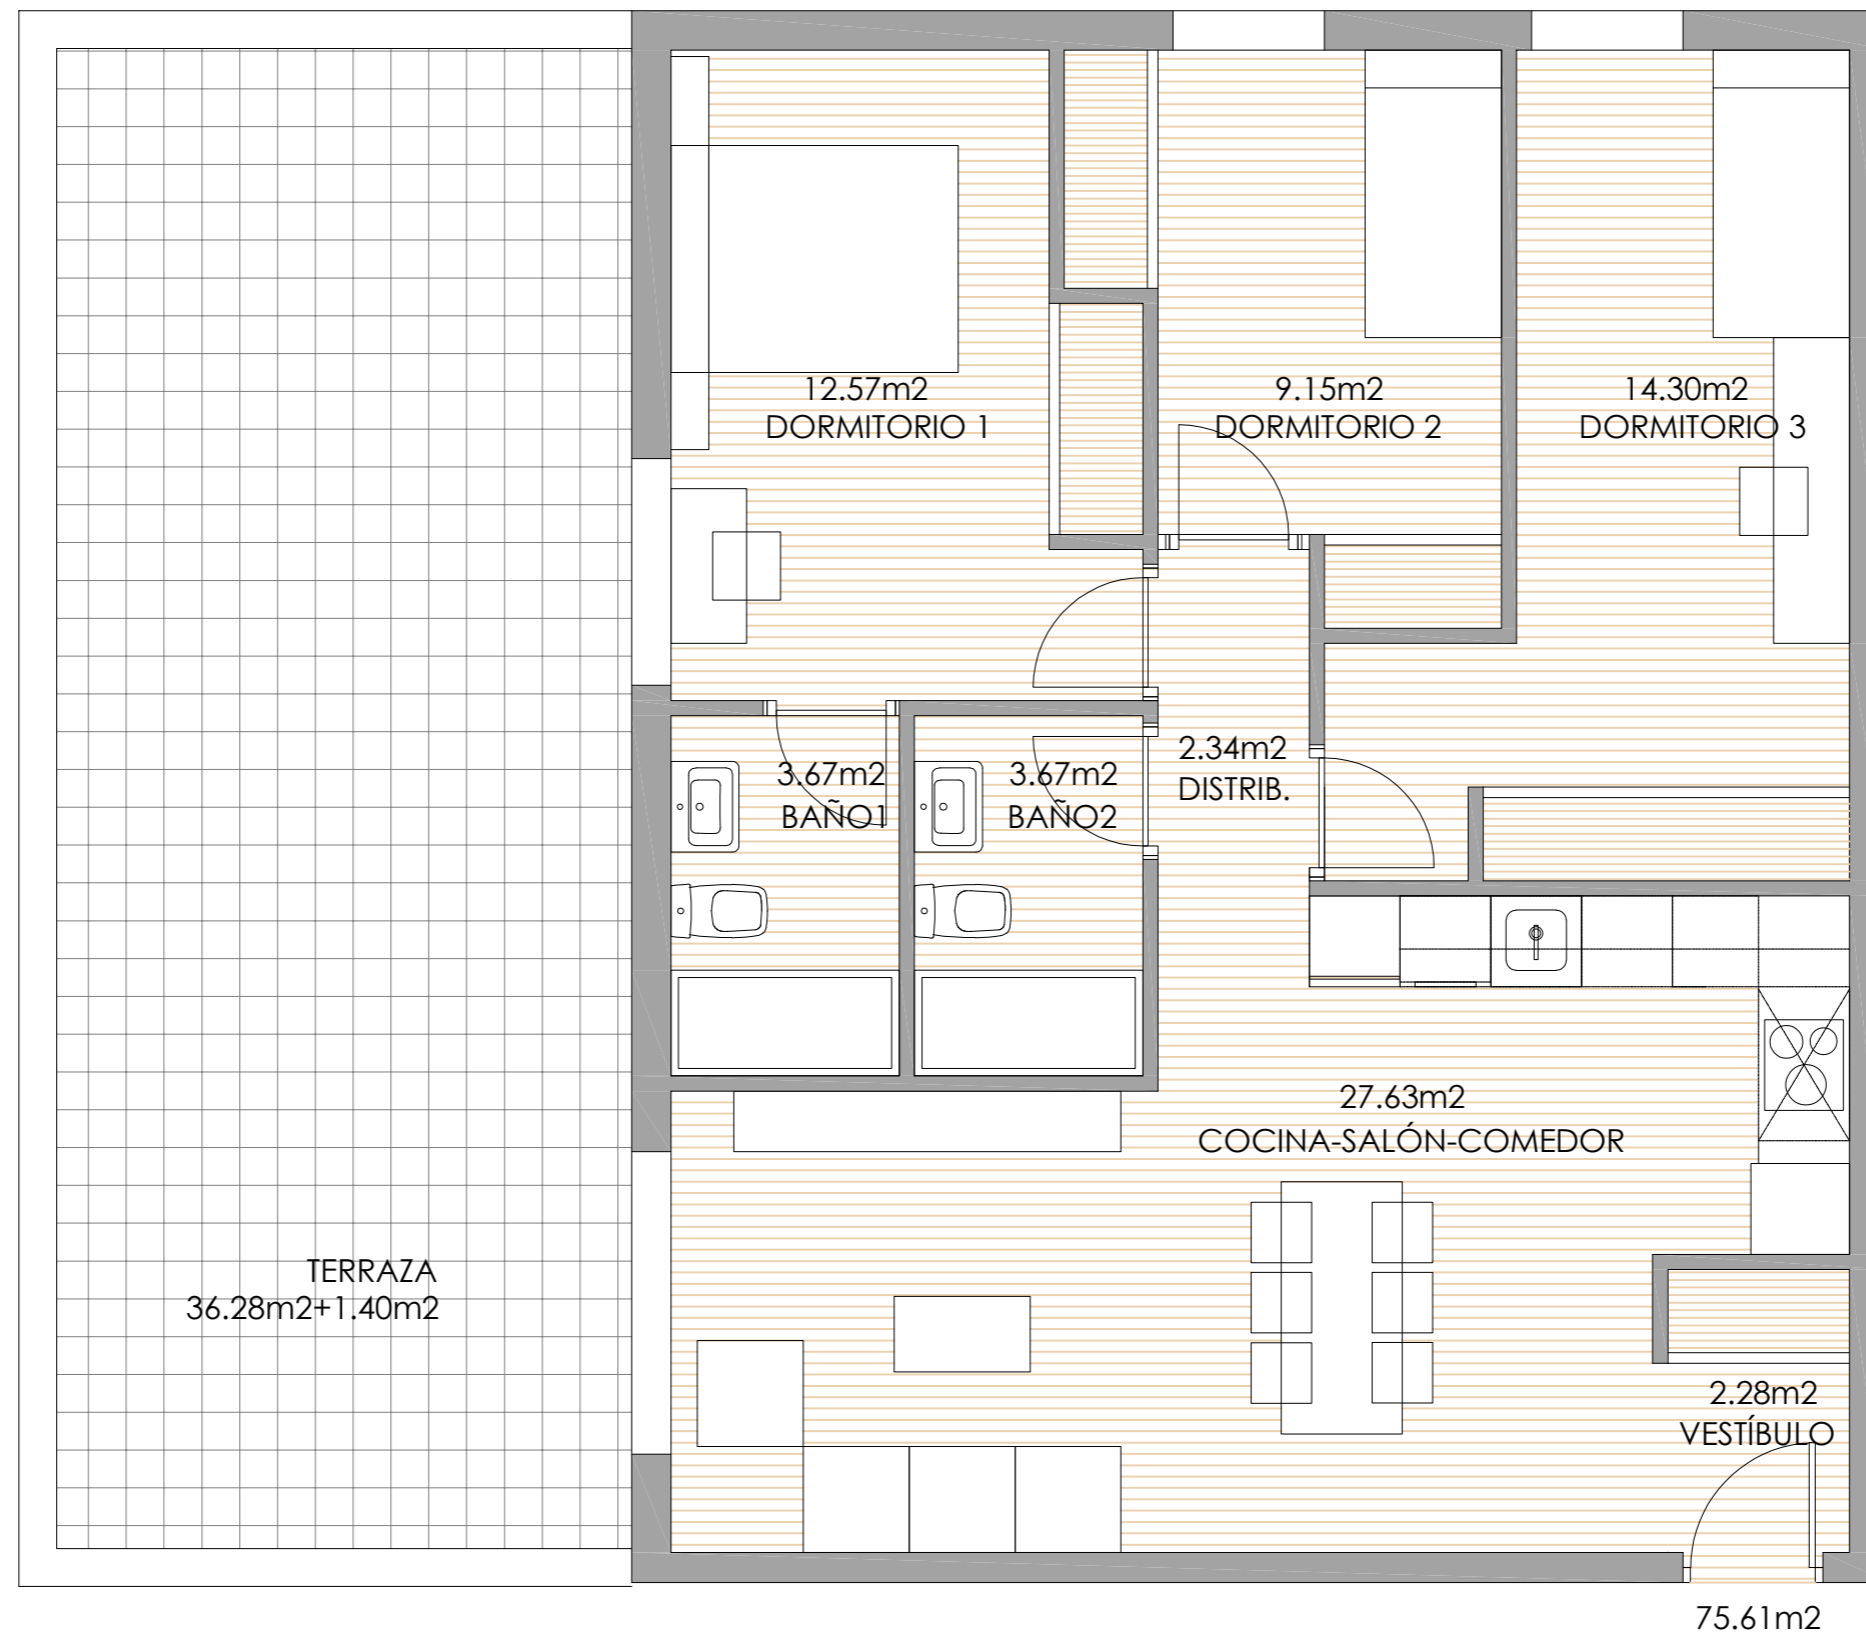 12.57m2
DORMITORIO 1
9.15m2
DORMITORIO 2
14.30m2
DORMITORIO 3
3.67m2
BAÑO1
3.67m2
BAÑO2
2.34m2
DISTRIB.
27.63m2
COCINA-SALÓN-COMEDOR
TERRAZA
36.28m2+1.40m2
2.28m2
VESTÍBULO
75.61m2